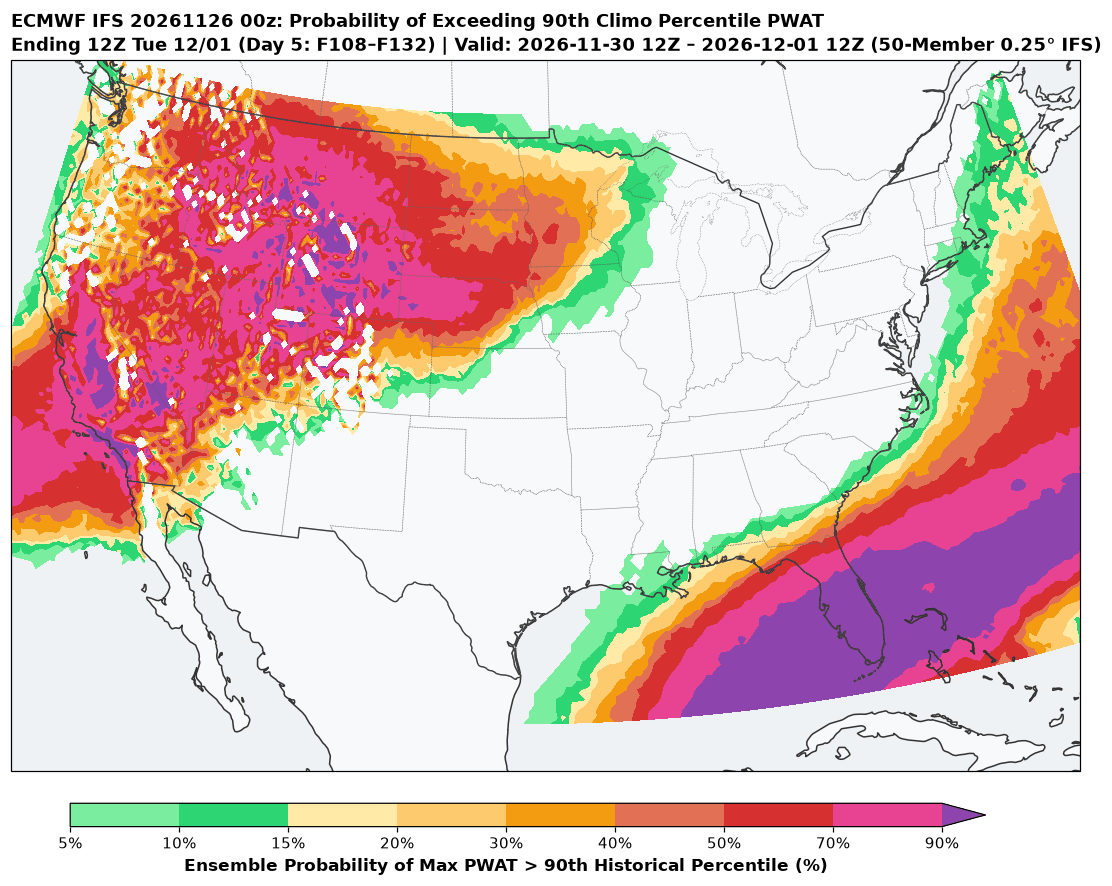 ECMWF IFS 20261126 00z: Probability of Exceeding 90th Climo Percentile PWAT
Ending 12Z Tue 12/01 (Day 5: F108–F132) | Valid: 2026-11-30 12Z – 2026-12-01 12Z (50-Member 0.25° IFS)
5% 10% 15% 20% 30% 40% 50% 70% 90%
Ensemble Probability of Max PWAT > 90th Historical Percentile (%)